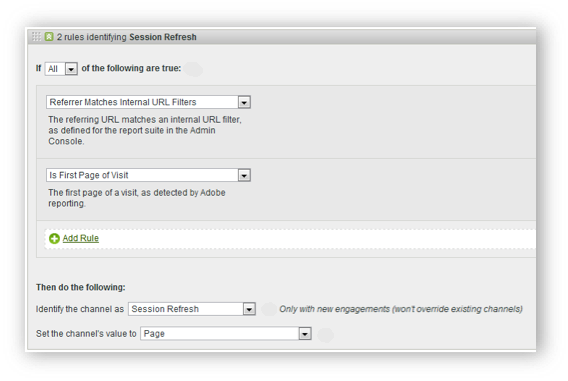 2 rules identifying Session Refresh
If All of the following are true:
Referrer Matches Internal URL Filters
The referring URL matches an internal URL filter,
as defined for the report suite in the Admin
Console.
Is First Page of Visit
The first page of a visit, as detected by Adobe
reporting.
Add Rule
Then do the following:
Identify the channel as Session Refresh Only with new engagements (won't override existing channels)
Set the channel's value to Page